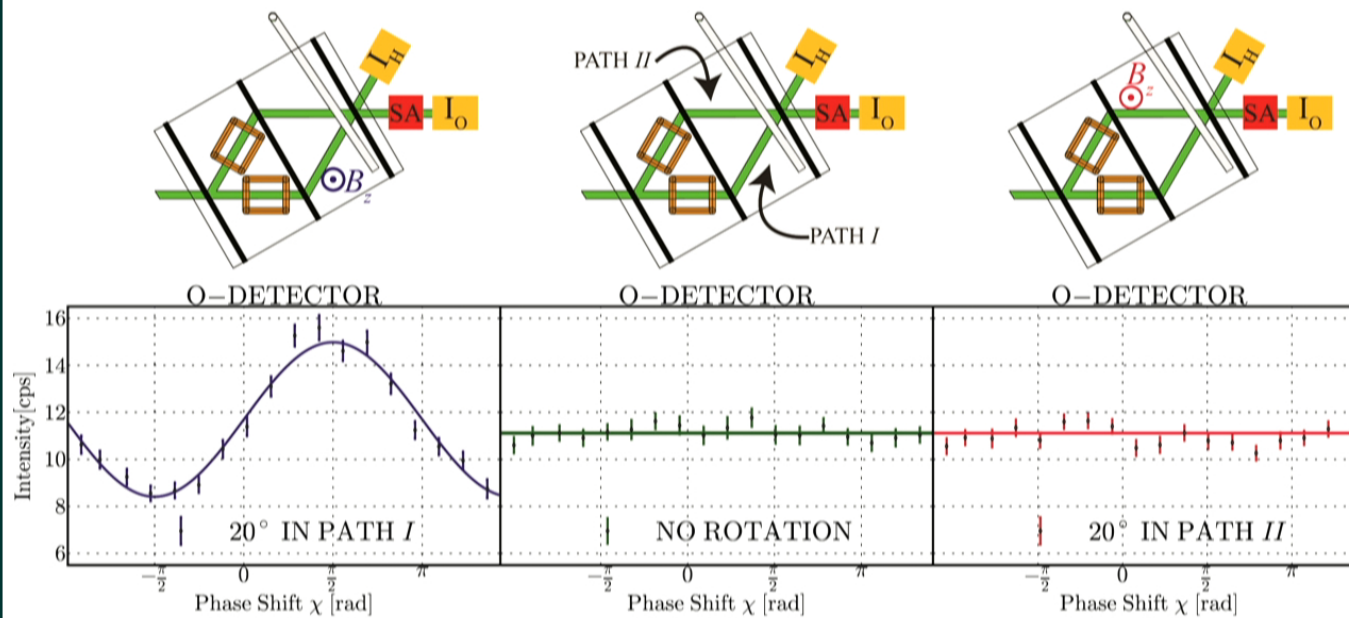 I_H
SA I_O
⊙B_z
PATH II
I_H
SA I_O
PATH I
B_z
I_H
SA I_O
O−DETECTOR
O−DETECTOR
O−DETECTOR
Intensity [cps]
16
14
12
10
8
6
20° IN PATH I
NO ROTATION
20° IN PATH II
−π/2 0 π/2 π
−π/2 0 π/2 π
−π/2 0 π/2 π
Phase Shift χ [rad]
Phase Shift χ [rad]
Phase Shift χ [rad]